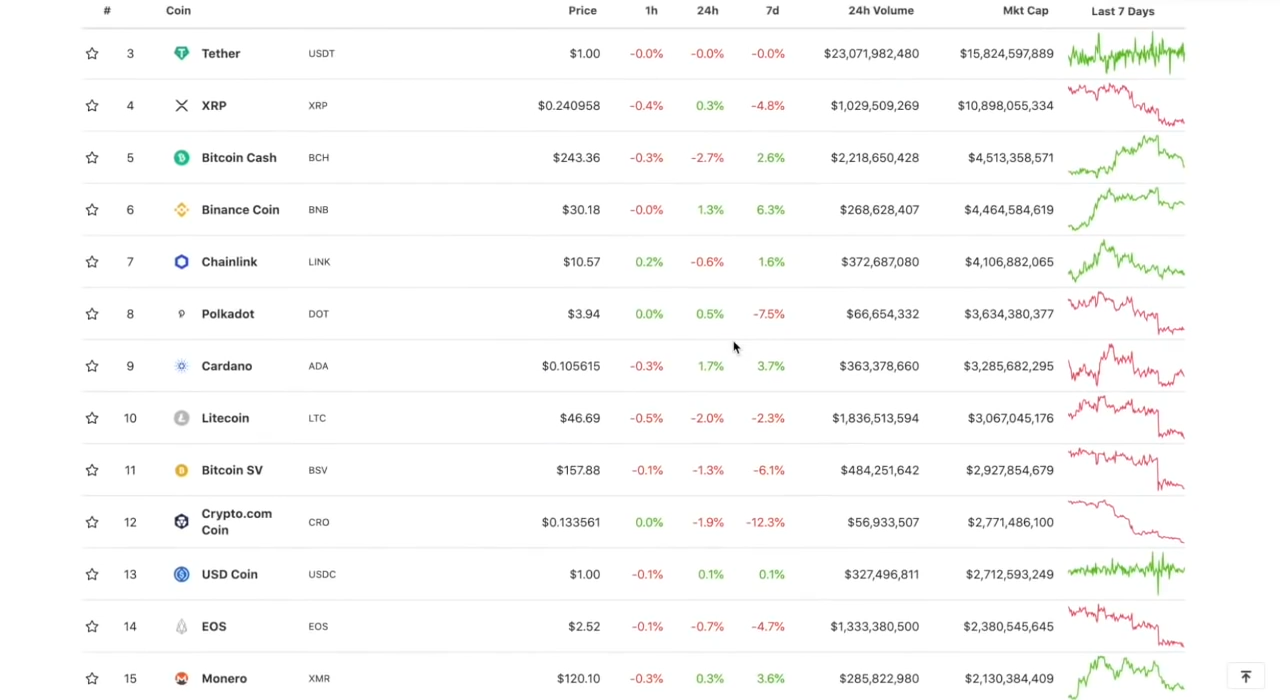 # Coin Price 1h 24h 7d 24h Volume Mkt Cap Last 7 Days
3 Tether USDT $1.00 -0.0% -0.0% -0.0% $23,071,982,480 $15,824,597,889
4 XRP XRP $0.240958 -0.4% 0.3% -4.8% $1,029,509,269 $10,898,055,334
5 Bitcoin Cash BCH $243.36 -0.3% -2.7% 2.6% $2,218,650,428 $4,513,358,571
6 Binance Coin BNB $30.18 -0.0% 1.3% 6.3% $268,628,407 $4,464,584,619
7 Chainlink LINK $10.57 0.2% -0.6% 1.6% $372,687,080 $4,106,882,065
8 Polkadot DOT $3.94 0.0% 0.5% -7.5% $66,654,332 $3,634,380,377
9 Cardano ADA $0.105615 -0.3% 1.7% 3.7% $363,378,660 $3,285,682,295
10 Litecoin LTC $46.69 -0.5% -2.0% -2.3% $1,836,513,594 $3,067,045,176
11 Bitcoin SV BSV $157.88 -0.1% -1.3% -6.1% $484,251,642 $2,927,854,679
12 Crypto.com Coin CRO $0.133561 0.0% -1.9% -12.3% $56,933,507 $2,771,486,100
13 USD Coin USDC $1.00 -0.1% 0.1% 0.1% $327,496,811 $2,712,593,249
14 EOS EOS $2.52 -0.1% -0.7% -4.7% $1,333,380,500 $2,380,545,645
15 Monero XMR $120.10 -0.3% 0.3% 3.6% $285,822,980 $2,130,384,409